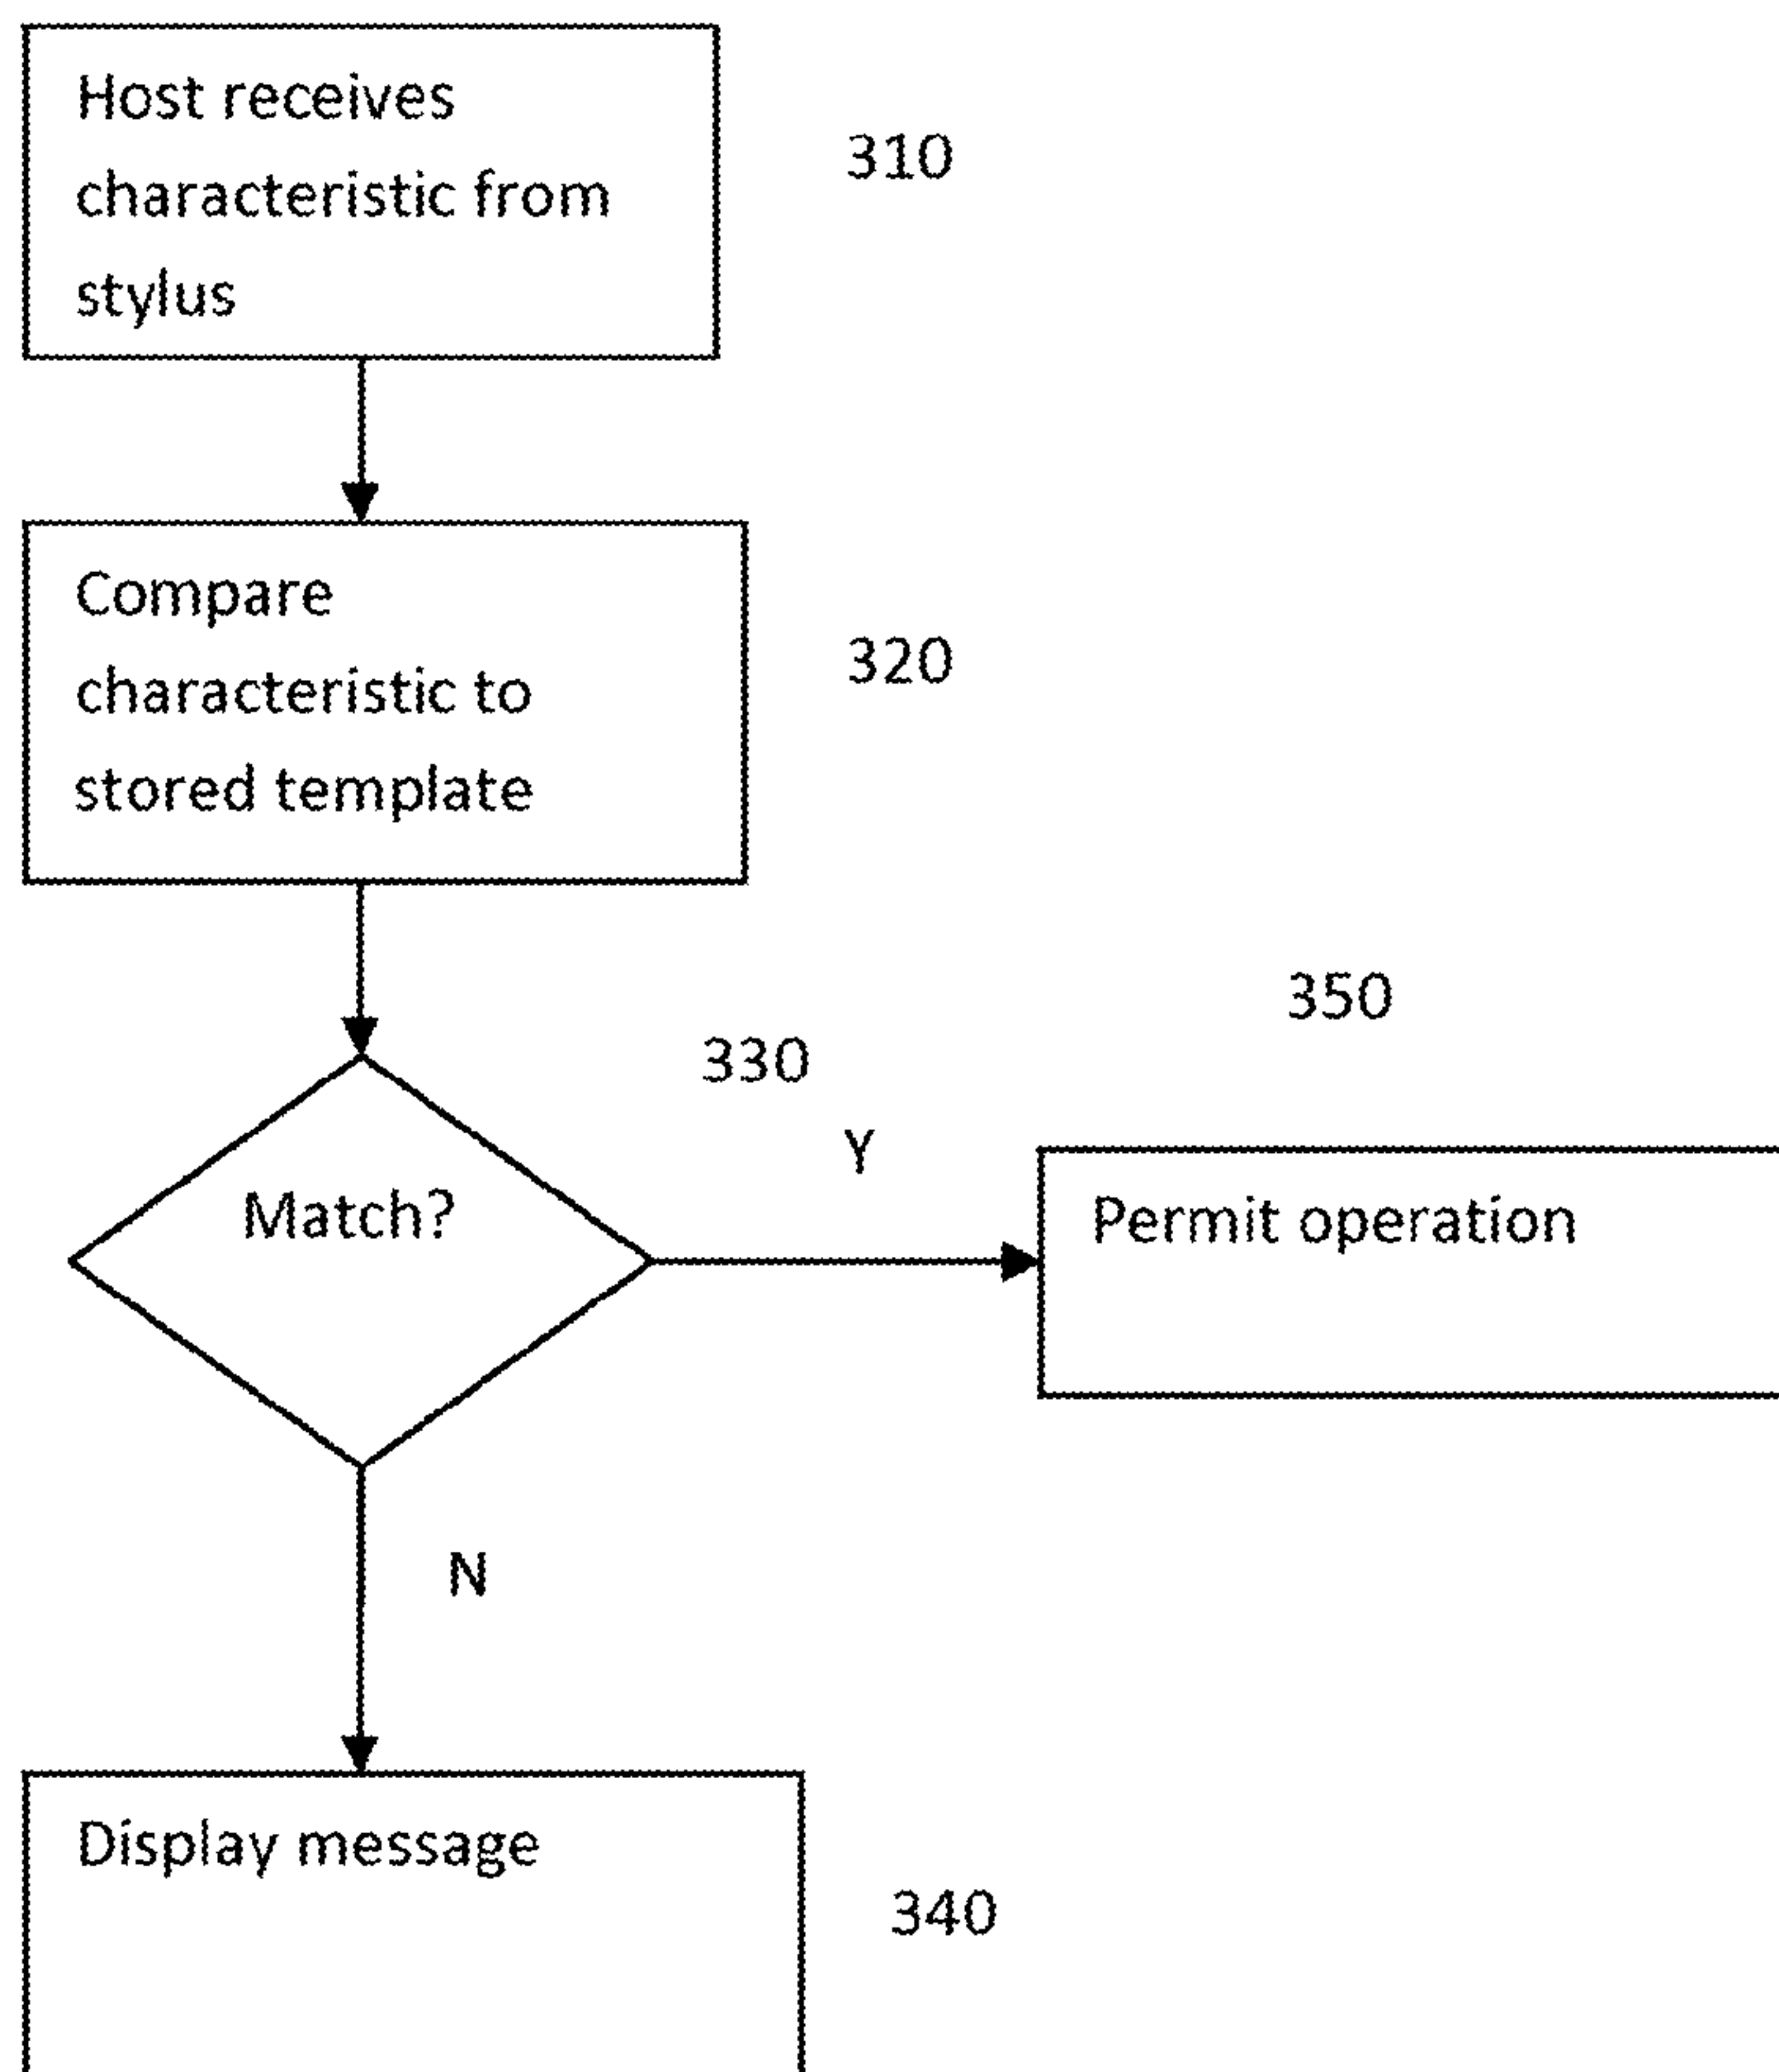 Host receives
characteristic from
stylus
310
Compare
characteristic to
stored template
320
330
Match?
Y
350
Permit operation
N
Display message
340